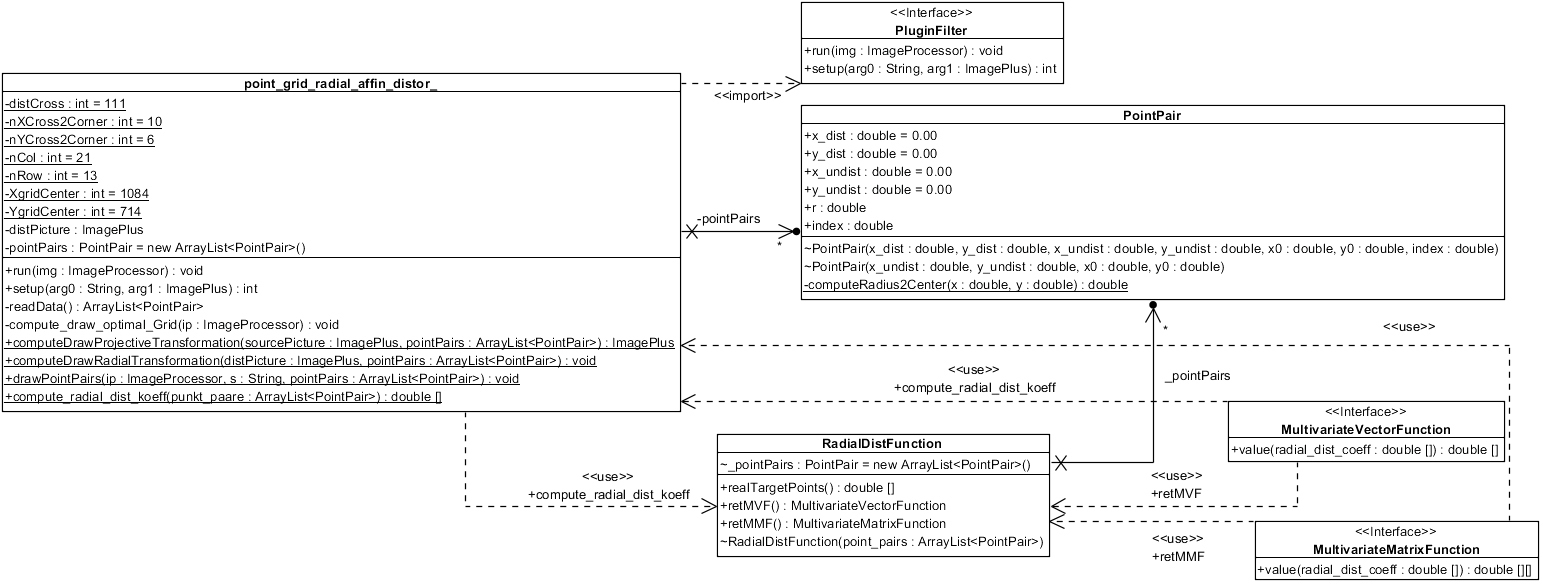 <<Interface>>
PluginFilter
+run(img : ImageProcessor) : void
+setup(arg0 : String, arg1 : ImagePlus) : int
point_grid_radial_affin_distor_
-distCross : int = 111
-nXCross2Corner : int = 10
-nYCross2Corner : int = 6
-nCol : int = 21
-nRow : int = 13
-XgridCenter : int = 1084
-YgridCenter : int = 714
-distPicture : ImagePlus
-pointPairs : PointPair = new ArrayList<PointPair>()
+run(img : ImageProcessor) : void
+setup(arg0 : String, arg1 : ImagePlus) : int
-readData() : ArrayList<PointPair>
-compute_draw_optimal_Grid(ip : ImageProcessor) : void
+computeDrawProjectiveTransformation(sourcePicture : ImagePlus, pointPairs : ArrayList<PointPair>) : ImagePlus
+computeDrawRadialTransformation(distPicture : ImagePlus, pointPairs : ArrayList<PointPair>) : void
+drawPointPairs(ip : ImageProcessor, s : String, pointPairs : ArrayList<PointPair>) : void
+compute_radial_dist_koeff(punkt_paare : ArrayList<PointPair>) : double []
<<import>>
PointPair
+x_dist : double = 0.00
+y_dist : double = 0.00
+x_undist : double = 0.00
+y_undist : double = 0.00
+r : double
+index : double
~PointPair(x_dist : double, y_dist : double, x_undist : double, y_undist : double, x0 : double, y0 : double, index : double)
~PointPair(x_undist : double, y_undist : double, x0 : double, y0 : double)
-computeRadius2Center(x : double, y : double) : double
-pointPairs
*
*
<<use>>
_pointPairs
<<use>>
+compute_radial_dist_koeff
<<Interface>>
MultivariateVectorFunction
+value(radial_dist_coeff : double []) : double []
RadialDistFunction
~_pointPairs : PointPair = new ArrayList<PointPair>()
+realTargetPoints() : double []
+retMVF() : MultivariateVectorFunction
+retMMF() : MultivariateMatrixFunction
~RadialDistFunction(point_pairs : ArrayList<PointPair>)
<<use>>
+compute_radial_dist_koeff
<<use>>
+retMVF
<<use>>
+retMMF
<<Interface>>
MultivariateMatrixFunction
+value(radial_dist_coeff : double []) : double [][]